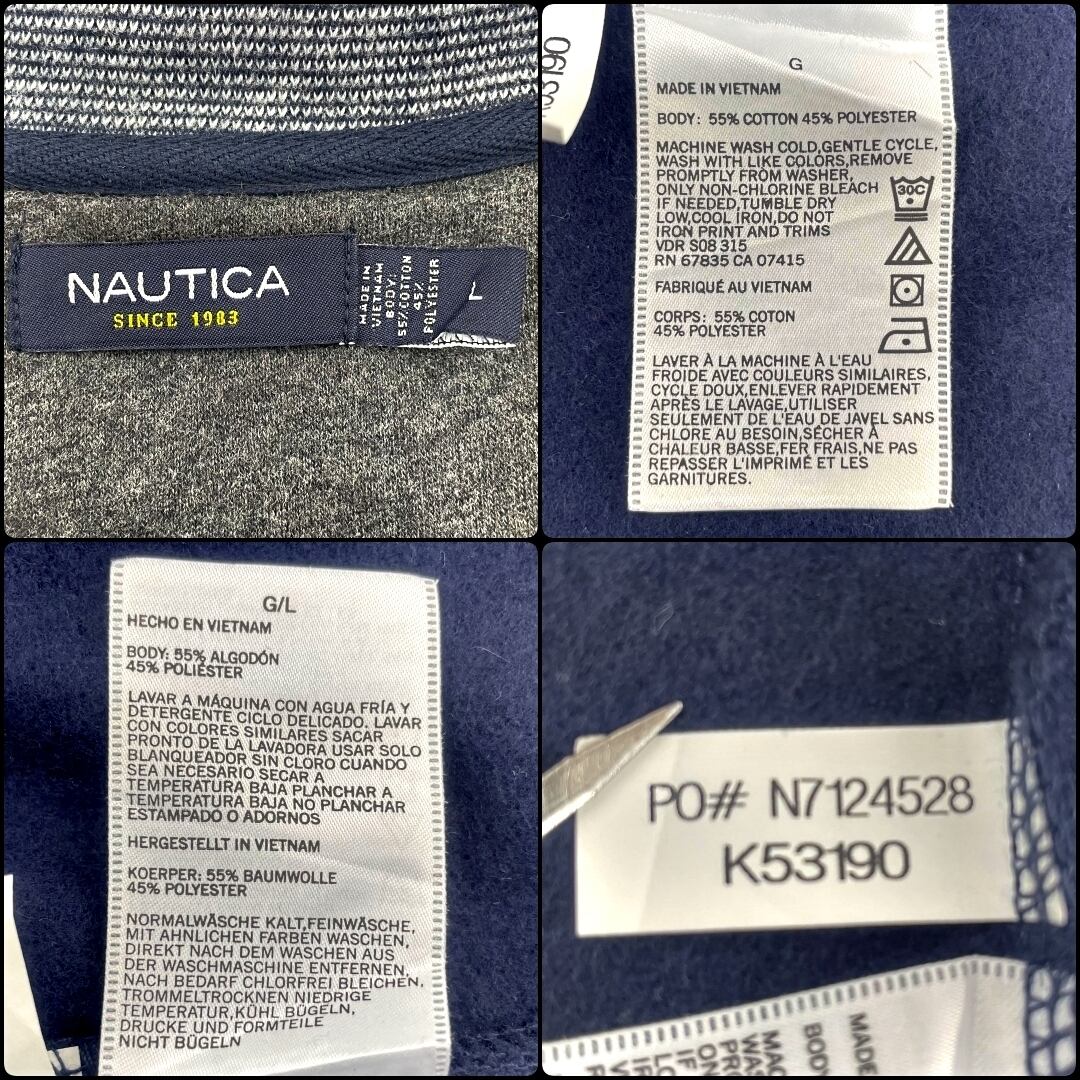 NAUTICA
SINCE 1983
MADE IN
VIETNAM
BODY:
55% COTTON
45%
POLYESTER
L
G
MADE IN VIETNAM
BODY: 55% COTTON 45% POLYESTER
MACHINE WASH COLD,GENTLE CYCLE,
WASH WITH LIKE COLORS,REMOVE
PROMPTLY FROM WASHER,
ONLY NON-CHLORINE BLEACH
IF NEEDED,TUMBLE DRY
LOW,COOL IRON,DO NOT
IRON PRINT AND TRIMS
VDR S08 315
RN 67835 CA 07415
30C
FABRIQUÉ AU VIETNAM
CORPS: 55% COTON
45% POLYESTER
LAVER À LA MACHINE À L'EAU
FROIDE AVEC COULEURS SIMILAIRES,
CYCLE DOUX,ENLEVER RAPIDEMENT
APRÈS LE LAVAGE,UTILISER
SEULEMENT DE L'EAU DE JAVEL SANS
CHLORE AU BESOIN,SÉCHER À
CHALEUR BASSE,FER FRAIS,NE PAS
REPASSER L'IMPRIMÉ ET LES
GARNITURES.
G/L
HECHO EN VIETNAM
BODY: 55% ALGODÓN
45% POLIÉSTER
LAVAR A MÁQUINA CON AGUA FRÍA Y
DETERGENTE CICLO DELICADO. LAVAR
CON COLORES SIMILARES SACAR
PRONTO DE LA LAVADORA USAR SOLO
BLANQUEADOR SIN CLORO CUANDO
SEA NECESARIO SECAR A
TEMPERATURA BAJA PLANCHAR A
TEMPERATURA BAJA NO PLANCHAR
ESTAMPADO O ADORNOS
HERGESTELLT IN VIETNAM
KOERPER: 55% BAUMWOLLE
45% POLYESTER
NORMALWÄSCHE KALT,FEINWÄSCHE,
MIT AHNLICHEN FARBEN WASCHEN,
DIREKT NACH DEM WASCHEN AUS
DER WASCHMASCHINE ENTFERNEN,
NACH BEDARF CHLORFREI BLEICHEN,
TROMMELTROCKNEN NIEDRIGE
TEMPERATUR,KÜHL BÜGELN,
DRUCKE UND FORMTEILE
NICHT BÜGELN
PO# N7124528
K53190
MADE
BODY